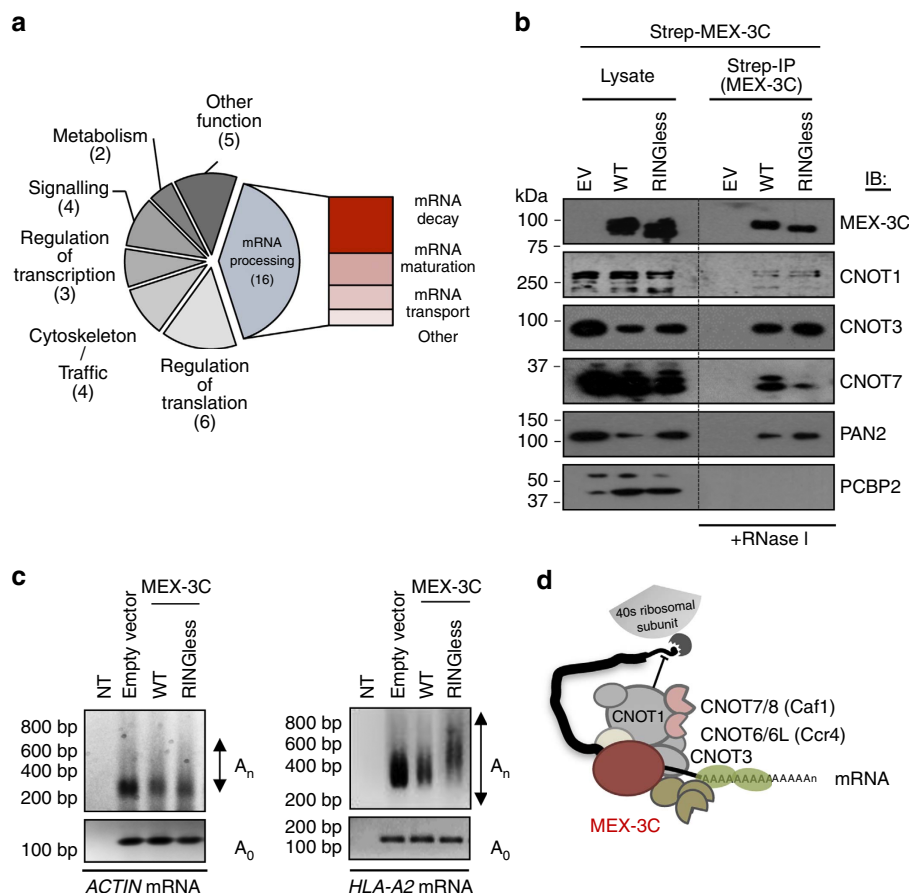 a
Other
function
(5)
Metabolism
(2)
Signalling
(4)
Regulation
of
transcription
(3)
Cytoskeleton
/
Traffic
(4)
Regulation
of
translation
(6)
mRNA
processing
(16)
mRNA
decay
mRNA
maturation
mRNA
transport
Other
b
Strep-MEX-3C
Lysate
Strep-IP
(MEX-3C)
EV
WT
RINGless
EV
WT
RINGless
IB:
kDa
100
75
MEX-3C
250
CNOT1
100
CNOT3
37
CNOT7
150
100
PAN2
50
37
PCBP2
+RNase I
c
MEX-3C
NT
Empty vector
WT
RINGless
800 bp
600 bp
400 bp
200 bp
An
100 bp
A0
ACTIN mRNA
MEX-3C
NT
Empty vector
WT
RINGless
800 bp
600 bp
400 bp
200 bp
An
200 bp
100 bp
A0
HLA-A2 mRNA
d
40s ribosomal
subunit
CNOT1
CNOT7/8 (Caf1)
CNOT6/6L (Ccr4)
CNOT3
AAAAAAAAAAAAAAAn
mRNA
MEX-3C